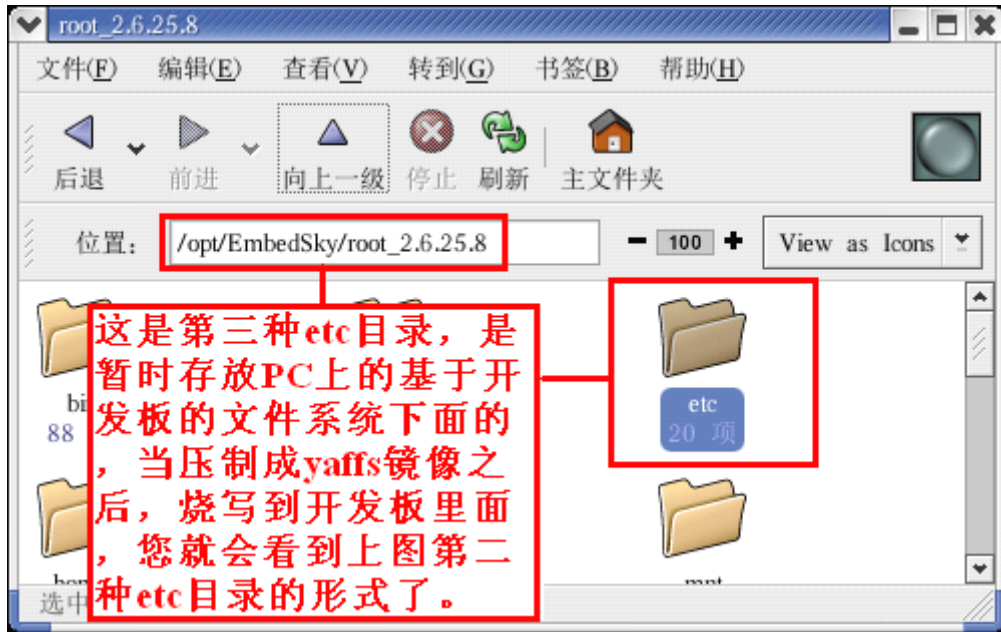 root_2.6.25.8
文件(F) 编辑(E) 查看(V) 转到(G) 书签(B) 帮助(H)
后退 前进 向上一级 停止 刷新 主文件夹
位置: /opt/EmbedSky/root_2.6.25.8 100 View as Icons
这是第三种etc目录，是
暂时存放PC上的基于开
发板的文件系统下面的
，当压制成yaffs镜像之
后，烧写到开发板里面
，您就会看到上图第二
种etc目录的形式了。
88
etc
20 项
选中